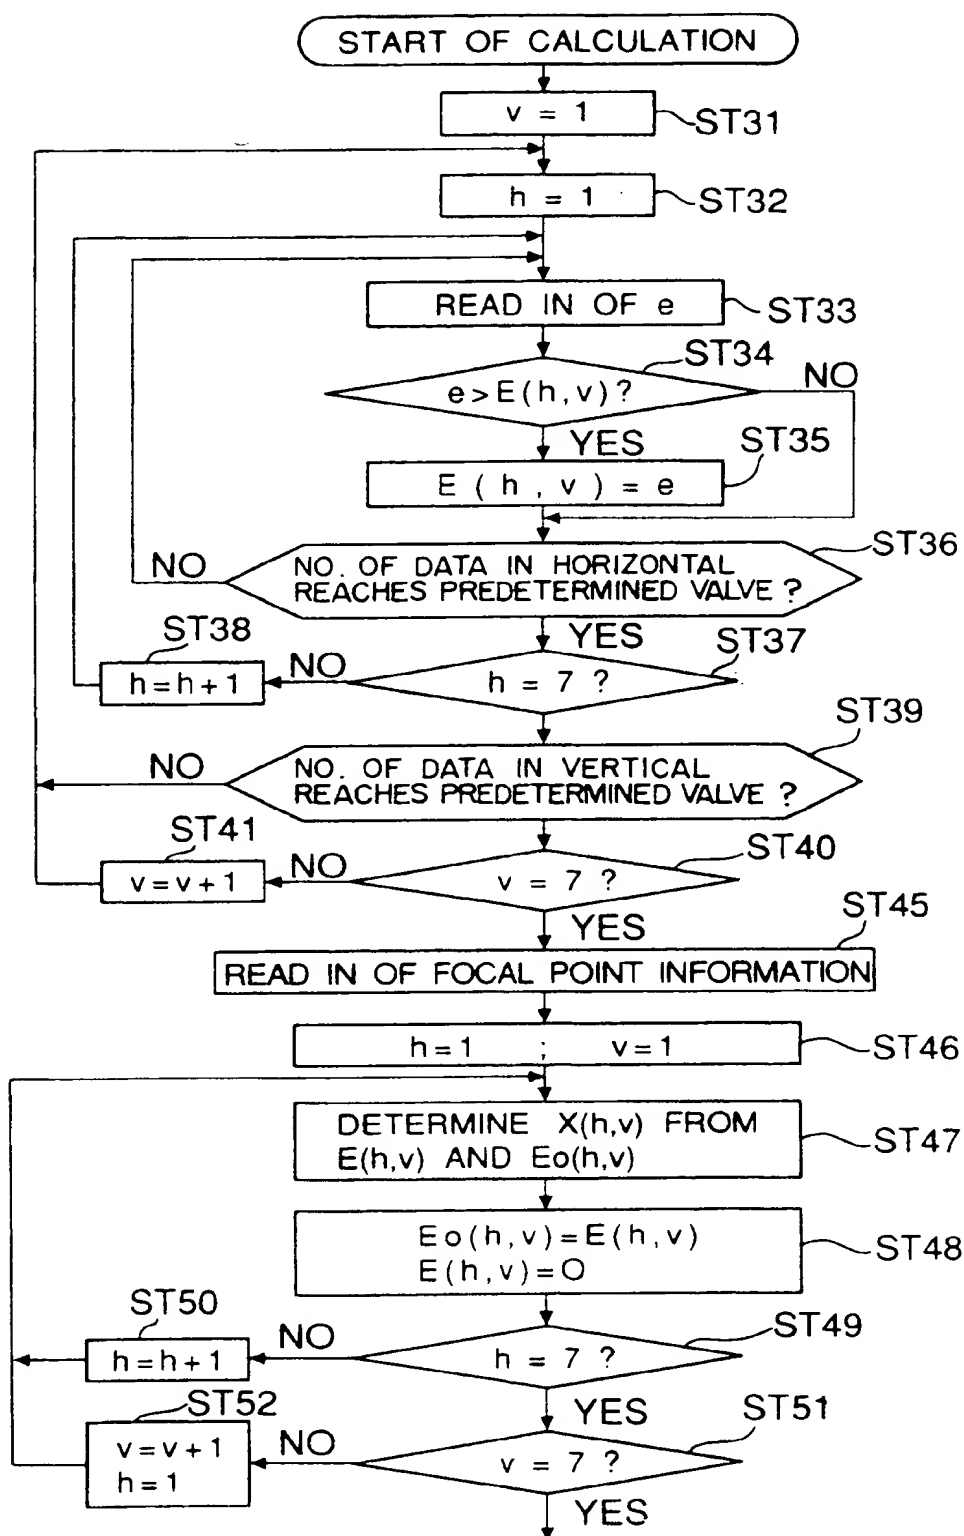 START OF CALCULATION
v = 1
ST31
h = 1
ST32
READ IN OF e
ST33
ST34
e>E(h,v)?
NO
YES
ST35
E(h,v)=e
ST36
NO
NO. OF DATA IN HORIZONTAL
REACHES PREDETERMINED VALVE ?
YES
ST37
ST38
NO
h=h+1
h = 7 ?
ST39
NO
NO. OF DATA IN VERTICAL
REACHES PREDETERMINED VALVE ?
ST41
NO
ST40
v=v+1
v = 7 ?
YES
ST45
READ IN OF FOCAL POINT INFORMATION
h=1 ; v=1
ST46
DETERMINE X(h,v) FROM
E(h,v) AND Eo(h,v)
ST47
Eo(h,v)=E(h,v)
E(h,v)=0
ST48
ST50
NO
ST49
h=h+1
h = 7 ?
ST52
YES
ST51
NO
v=v+1
h=1
v = 7 ?
YES